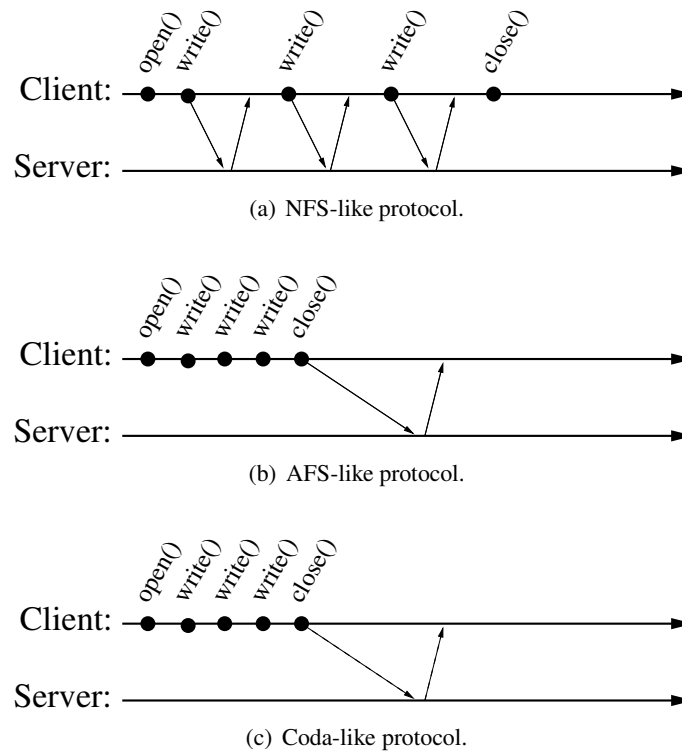 open() write() write() write() close()
Client:
Server:
(a) NFS-like protocol.
open() write() write() write() close()
Client:
Server:
(b) AFS-like protocol.
open() write() write() write() close()
Client:
Server:
(c) Coda-like protocol.